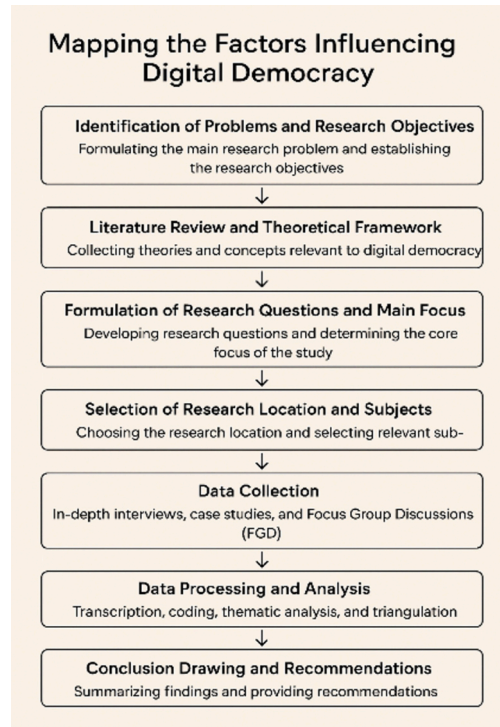 Mapping the Factors Influencing
Digital Democracy
Identification of Problems and Research Objectives
Formulating the main research problem and establishing
the research objectives
Literature Review and Theoretical Framework
Collecting theories and concepts relevant to digital democracy
Formulation of Research Questions and Main Focus
Developing research questions and determining the core
focus of the study
Selection of Research Location and Subjects
Choosing the research location and selecting relevant sub-
Data Collection
In-depth interviews, case studies, and Focus Group Discussions
(FGD)
Data Processing and Analysis
Transcription, coding, thematic analysis, and triangulation
Conclusion Drawing and Recommendations
Summarizing findings and providing recommendations